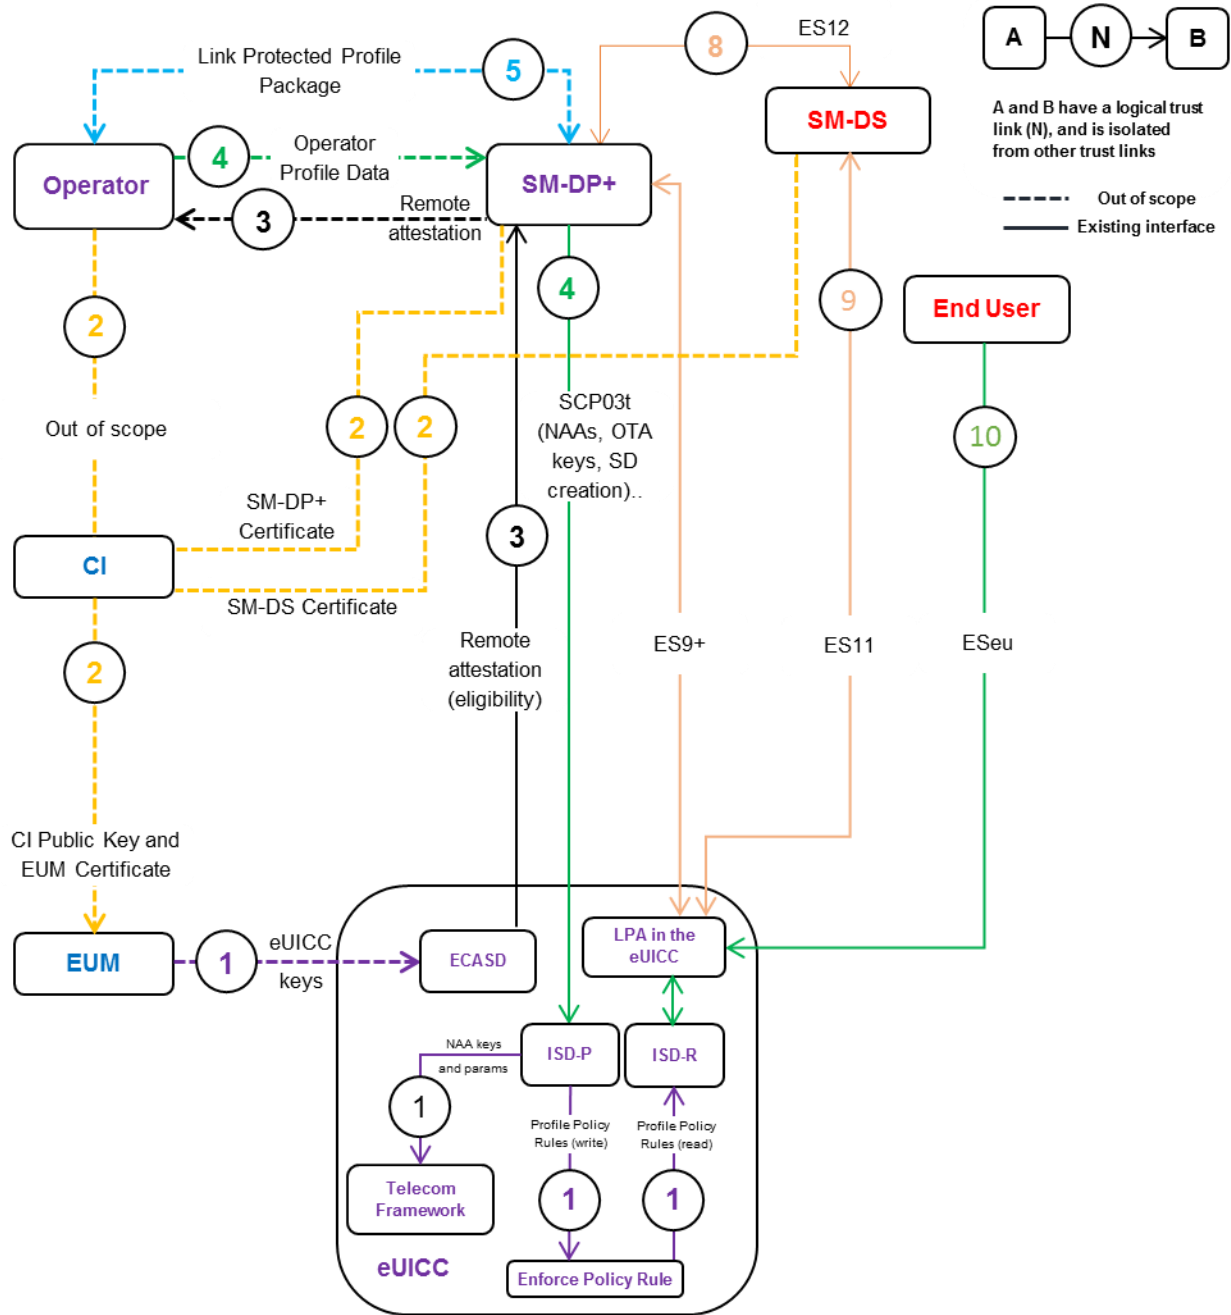 Link Protected Profile
Package
5
8
ES12
A
N
B
SM-DS
A and B have a logical trust
link (N), and is isolated
from other trust links
Out of scope
Existing interface
Operator
4
Operator
Profile Data
SM-DP+
3
Remote
attestation
2
4
9
End User
Out of scope
2
2
SCP03t
(NAAs, OTA
keys, SD
creation)..
10
SM-DP+
Certificate
3
CI
SM-DS Certificate
2
Remote
attestation
(eligibility)
ES9+
ES11
ESeu
CI Public Key and
EUM Certificate
EUM
1
eUICC
keys
ECASD
LPA in the
eUICC
NAA keys
and params
ISD-P
ISD-R
1
Profile Policy
Rules (write)
Profile Policy
Rules (read)
Telecom
Framework
1
1
eUICC
Enforce Policy Rule